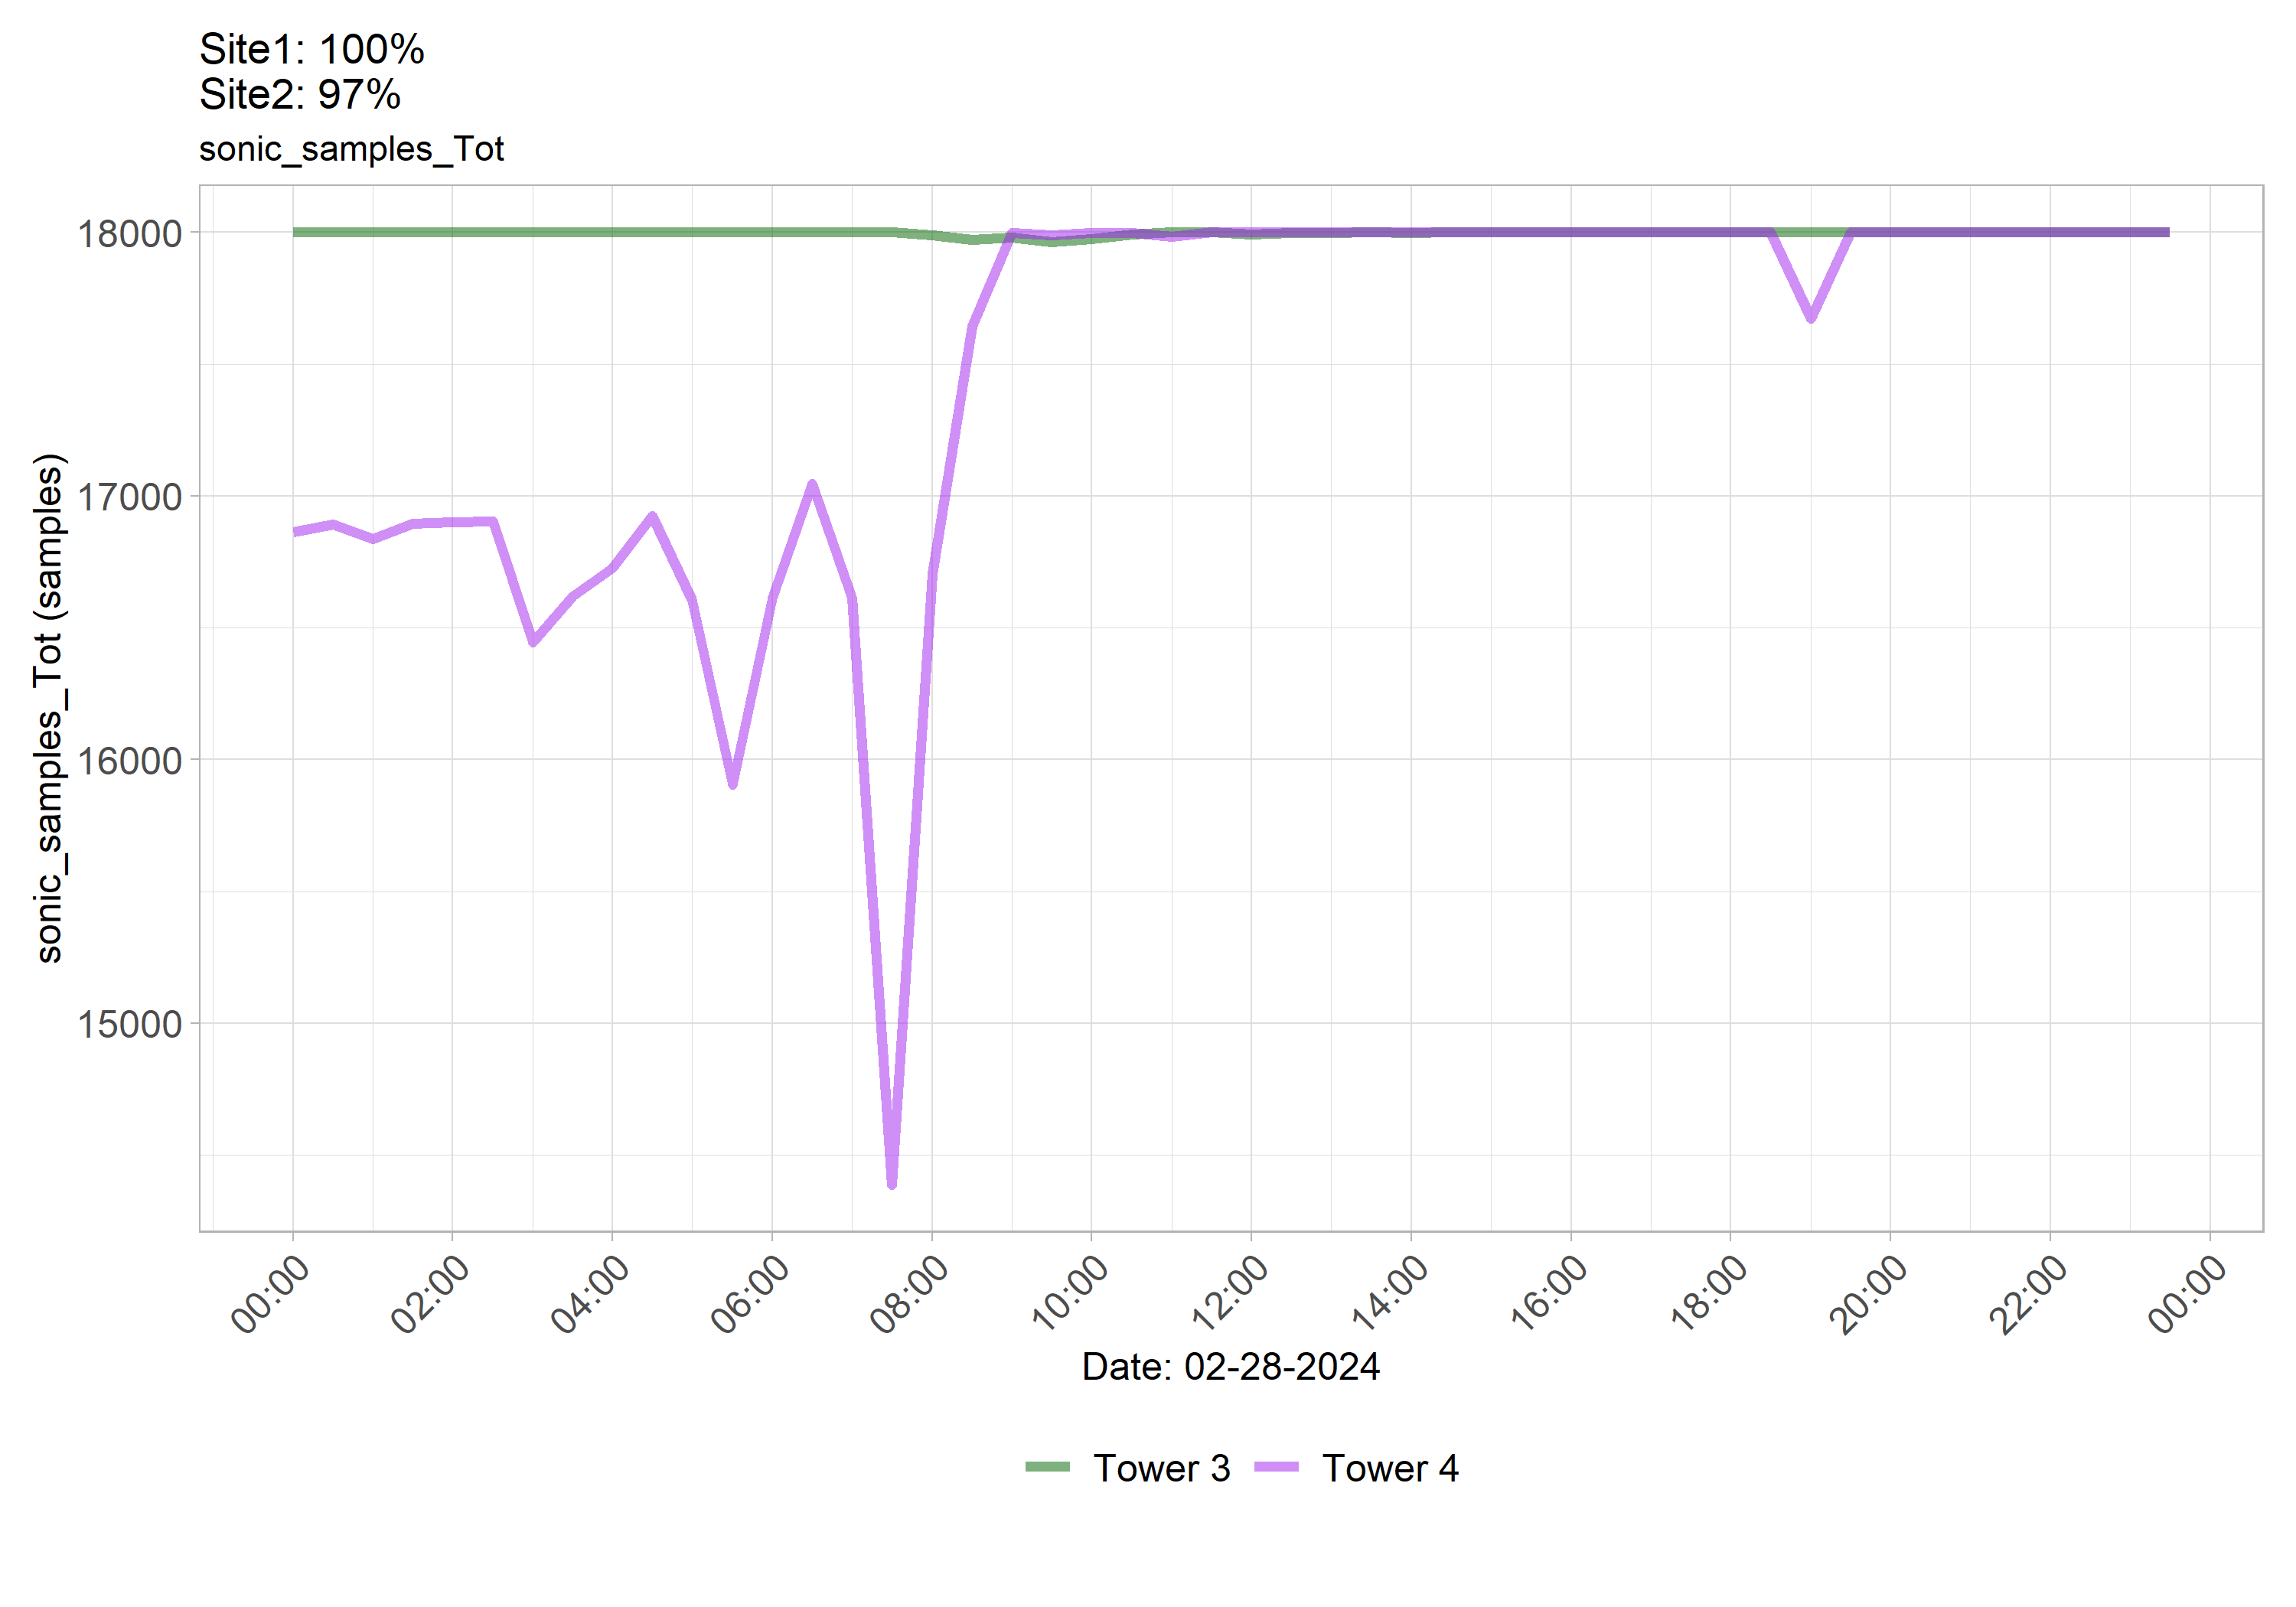 Site1: 100%
Site2: 97%
sonic_samples_Tot
sonic_samples_Tot (samples)
18000
17000
16000
15000
00:00
02:00
04:00
06:00
08:00
10:00
12:00
14:00
16:00
18:00
20:00
22:00
00:00
Date: 02-28-2024
Tower 3
Tower 4